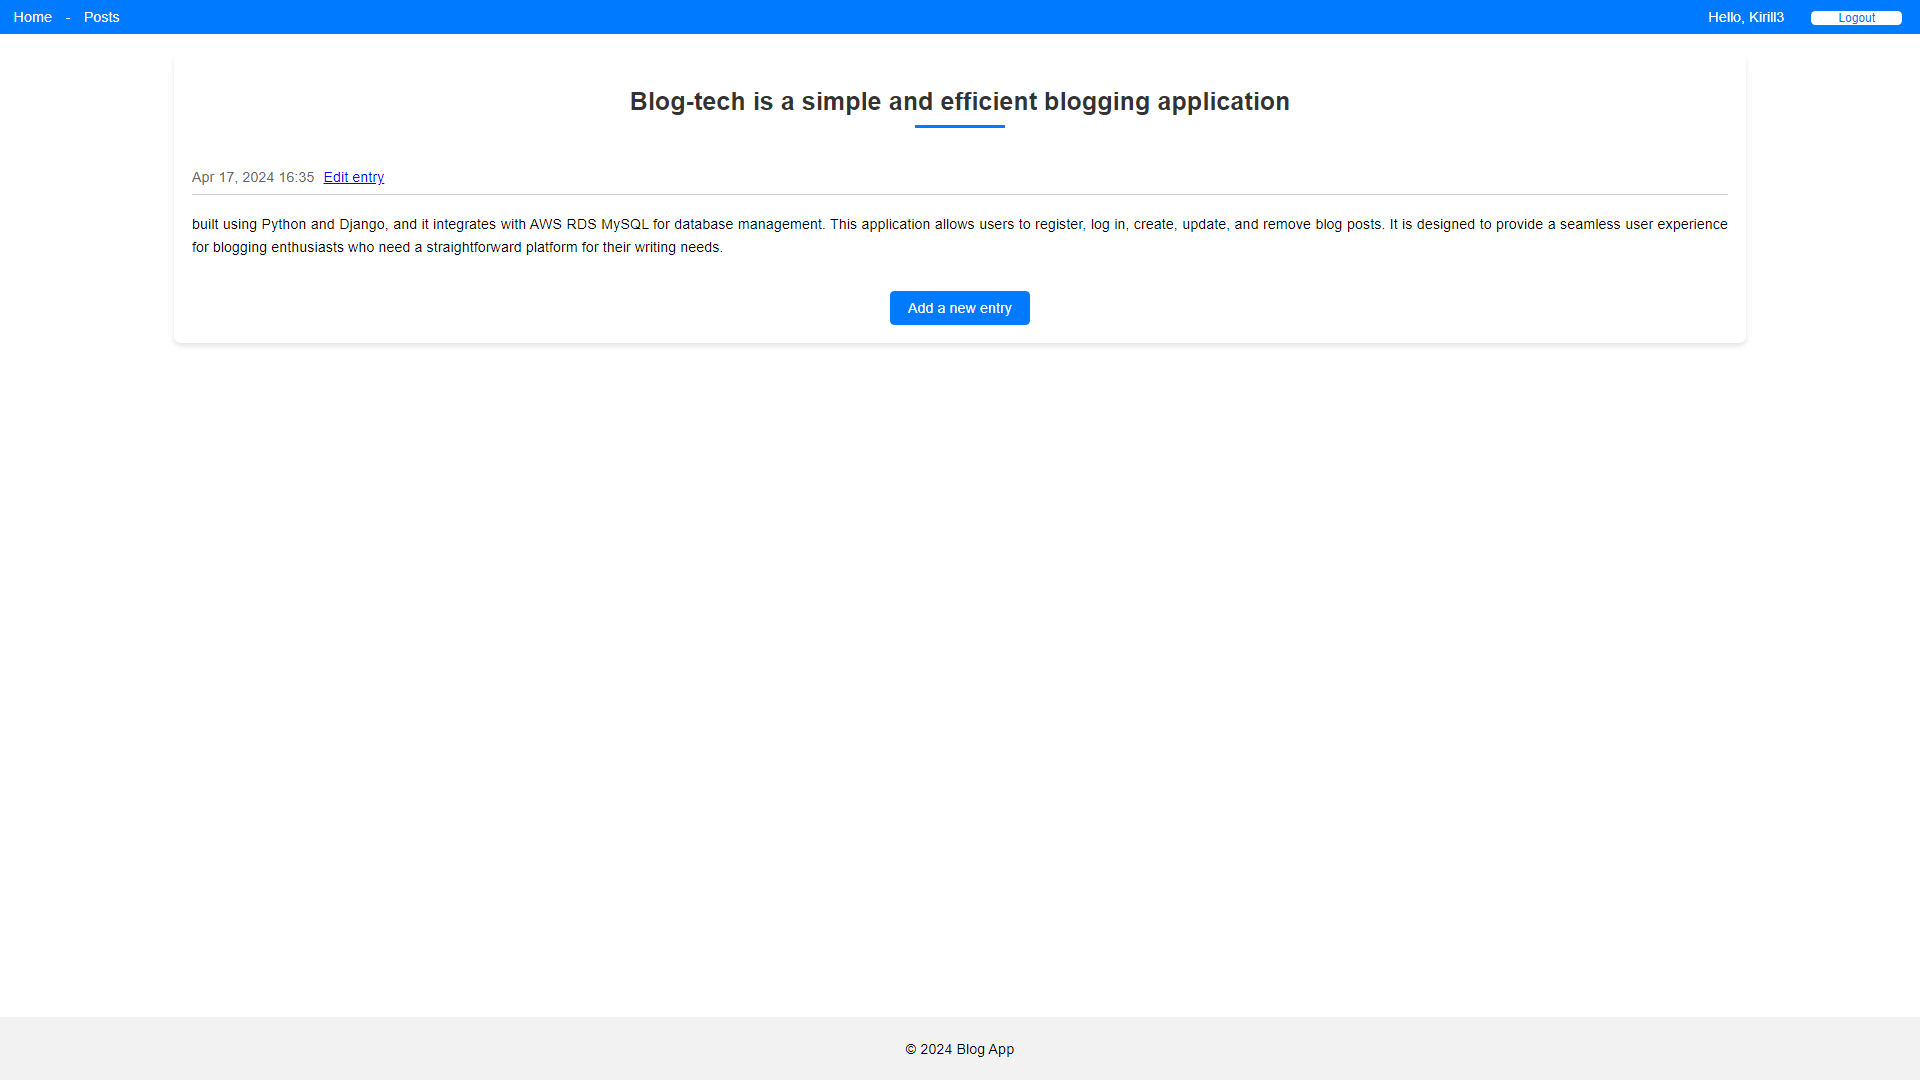 Home - Posts Hello, Kirill3 Logout
Blog-tech is a simple and efficient blogging application
Apr 17, 2024 16:35 Edit entry
built using Python and Django, and it integrates with AWS RDS MySQL for database management. This application allows users to register, log in, create, update, and remove blog posts. It is designed to provide a seamless user experience
for blogging enthusiasts who need a straightforward platform for their writing needs.
Add a new entry
© 2024 Blog App